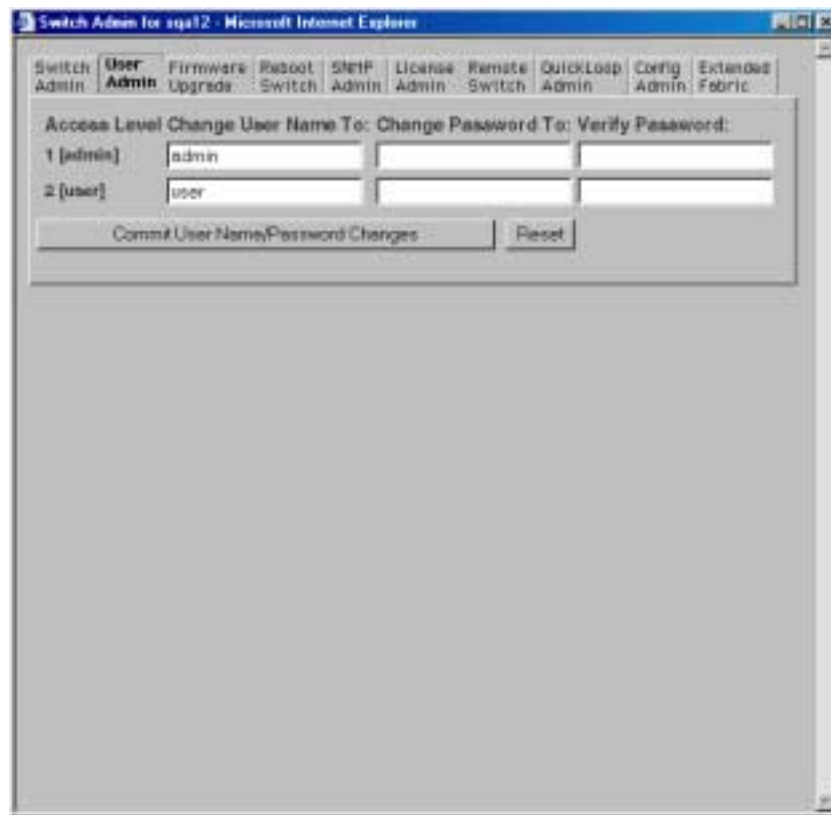 Switch Admin for sqa12 - Microsoft Internet Explorer
Switch Admin
User Admin
Firmware Upgrade
Reboot Switch
SNMP Admin
License Admin
Remote Switch
QuickLoop Admin
Config Admin
Extended Fabric
Access Level Change User Name To: Change Password To: Verify Password:
1 [admin] admin
2 [user] user
Commit User Name/Password Changes Reset